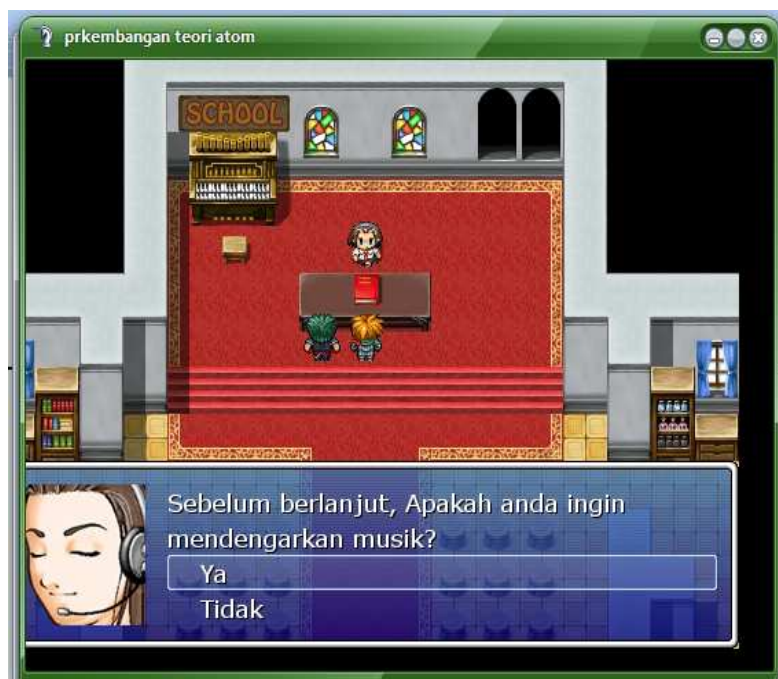 prkembangan teori atom
SCHOOL
Sebelum berlanjut, Apakah anda ingin
mendengarkan musik?
Ya
Tidak